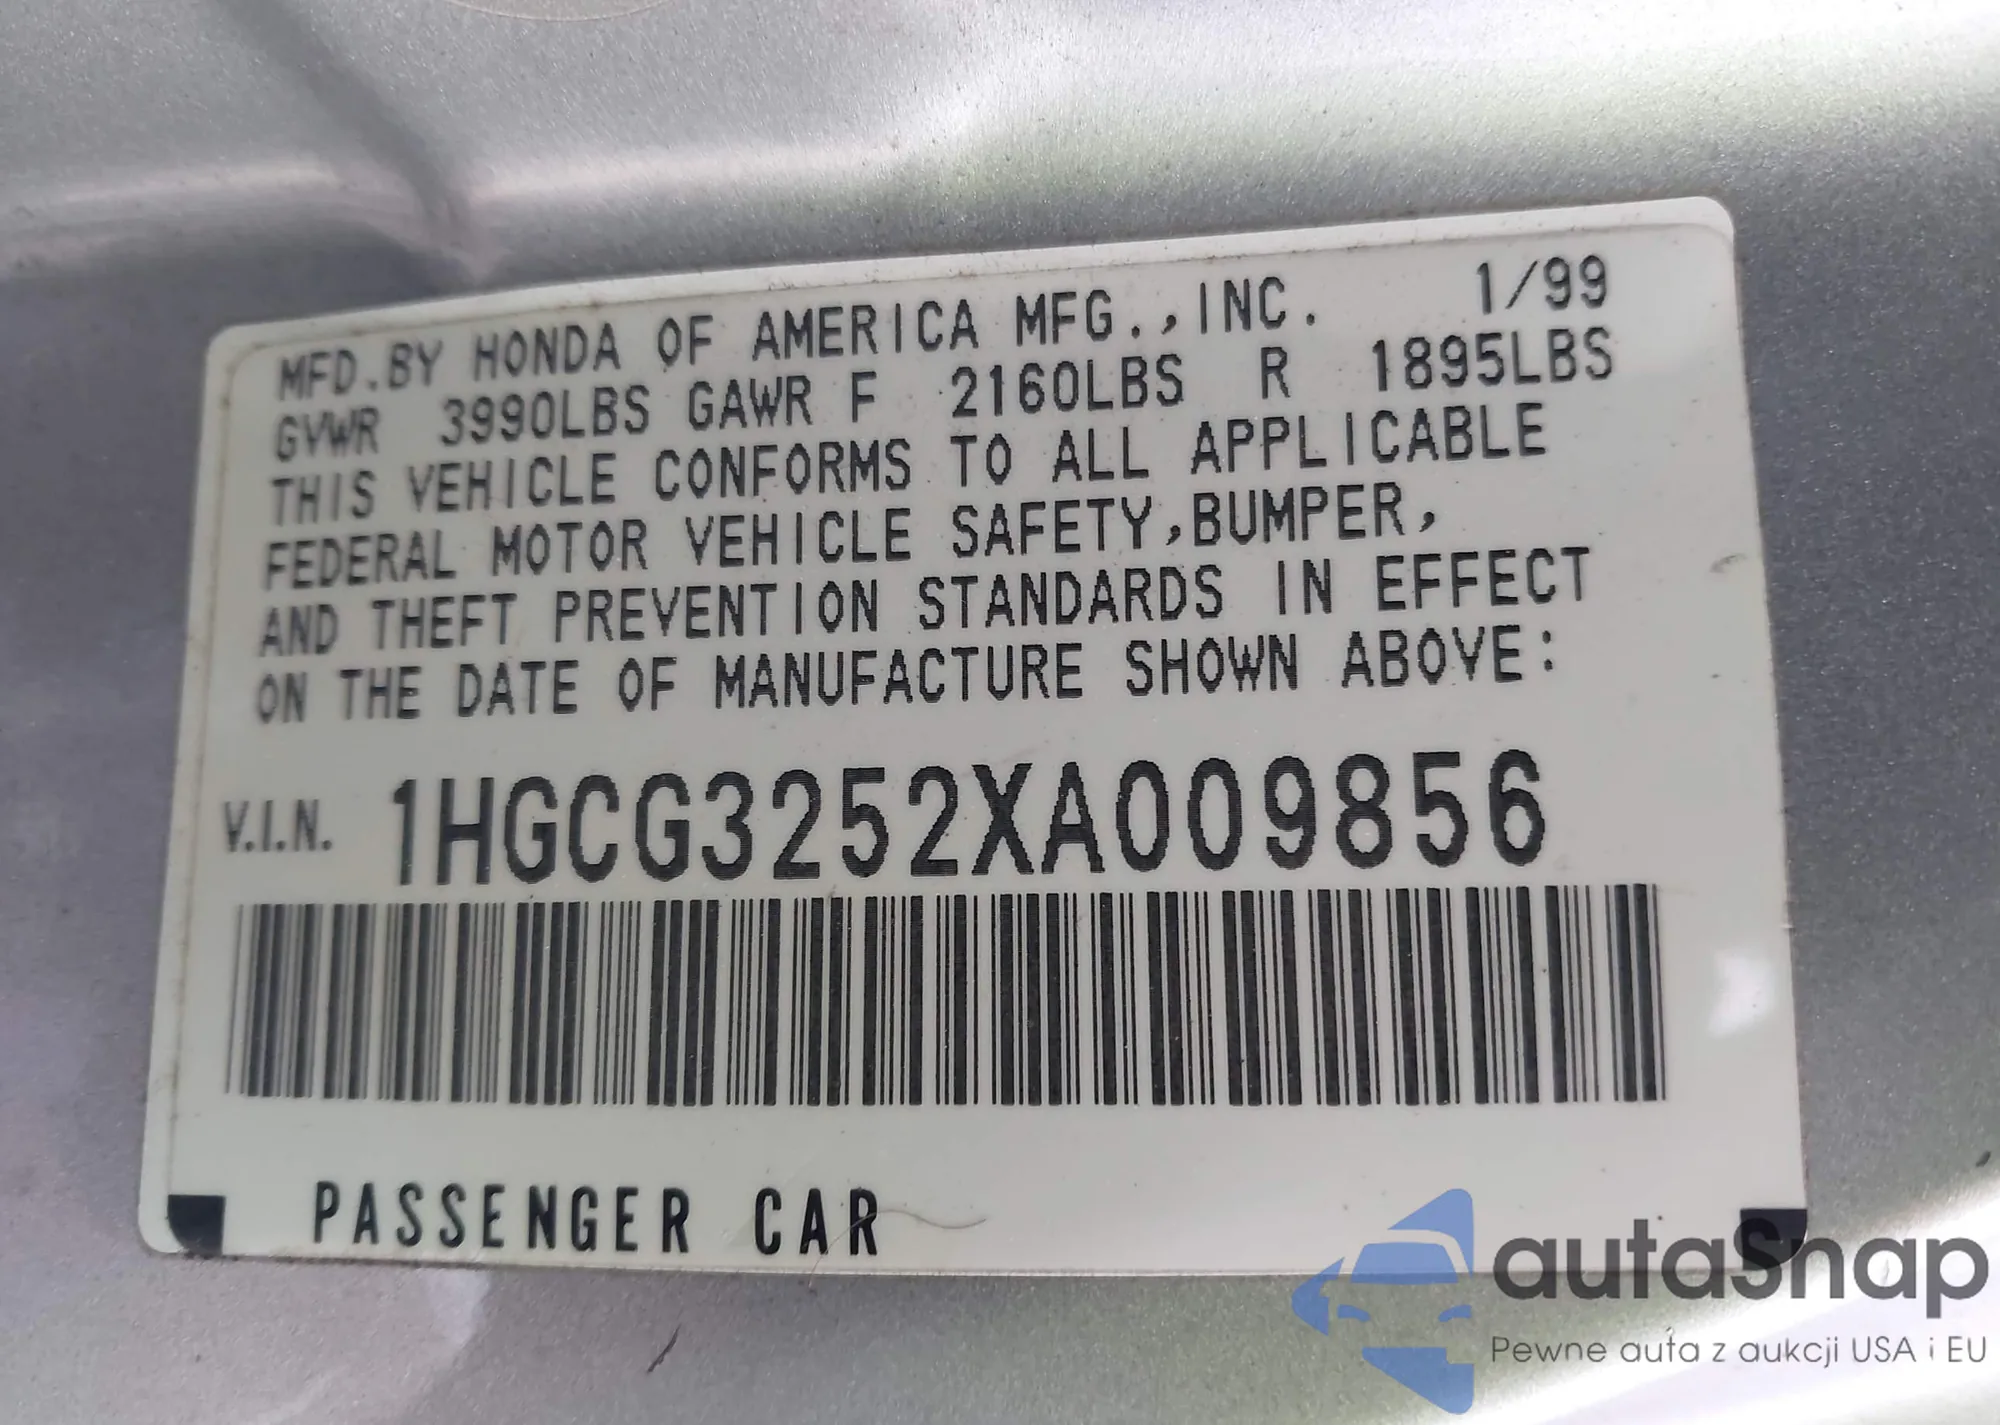 MFD.BY HONDA OF AMERICA MFG.,INC. 1/99
GVWR 3990LBS GAWR F 2160LBS R 1895LBS
THIS VEHICLE CONFORMS TO ALL APPLICABLE
FEDERAL MOTOR VEHICLE SAFETY,BUMPER,
AND THEFT PREVENTION STANDARDS IN EFFECT
ON THE DATE OF MANUFACTURE SHOWN ABOVE:
V.I.N. 1HGCG3252XA009856
PASSENGER CAR
autasnap
Pewne auta z aukcji USA i EU